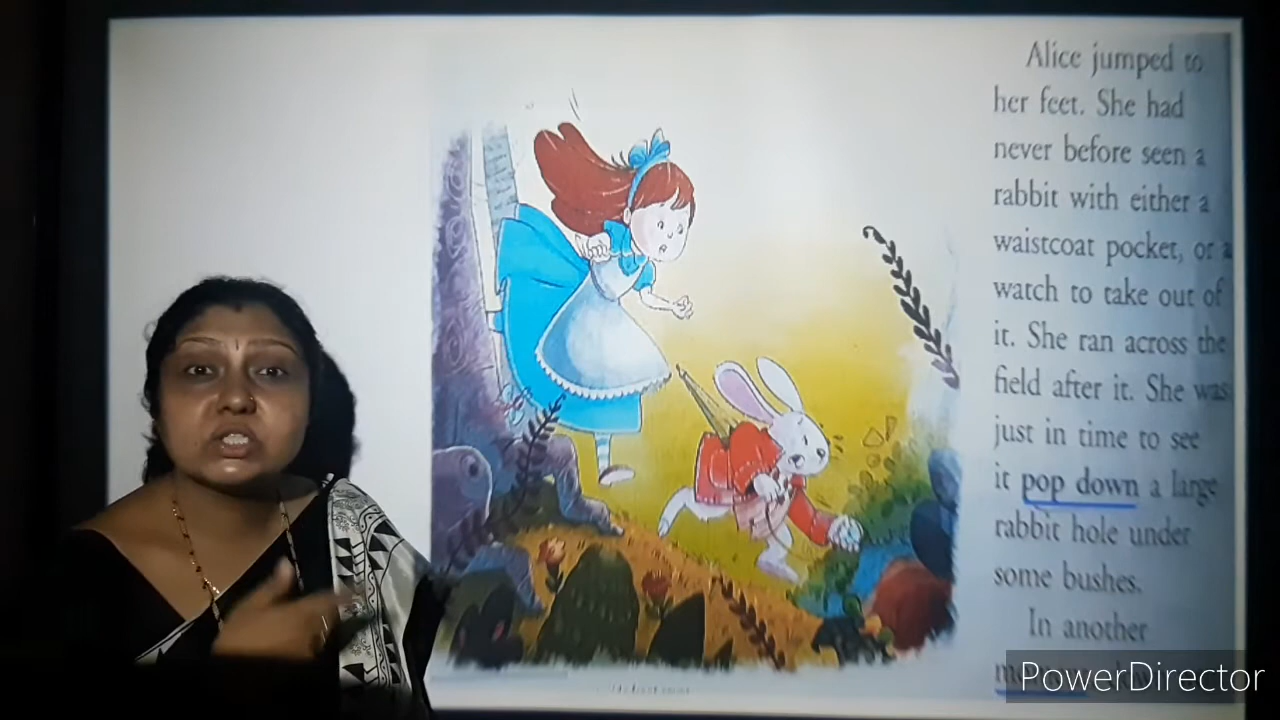 Alice jumped to
her feet. She had
never before seen a
rabbit with either a
waistcoat pocket, or a
watch to take out of
it. She ran across the
field after it. She was
just in time to see
it pop down a large
rabbit hole under
some bushes.
In another
PowerDirector